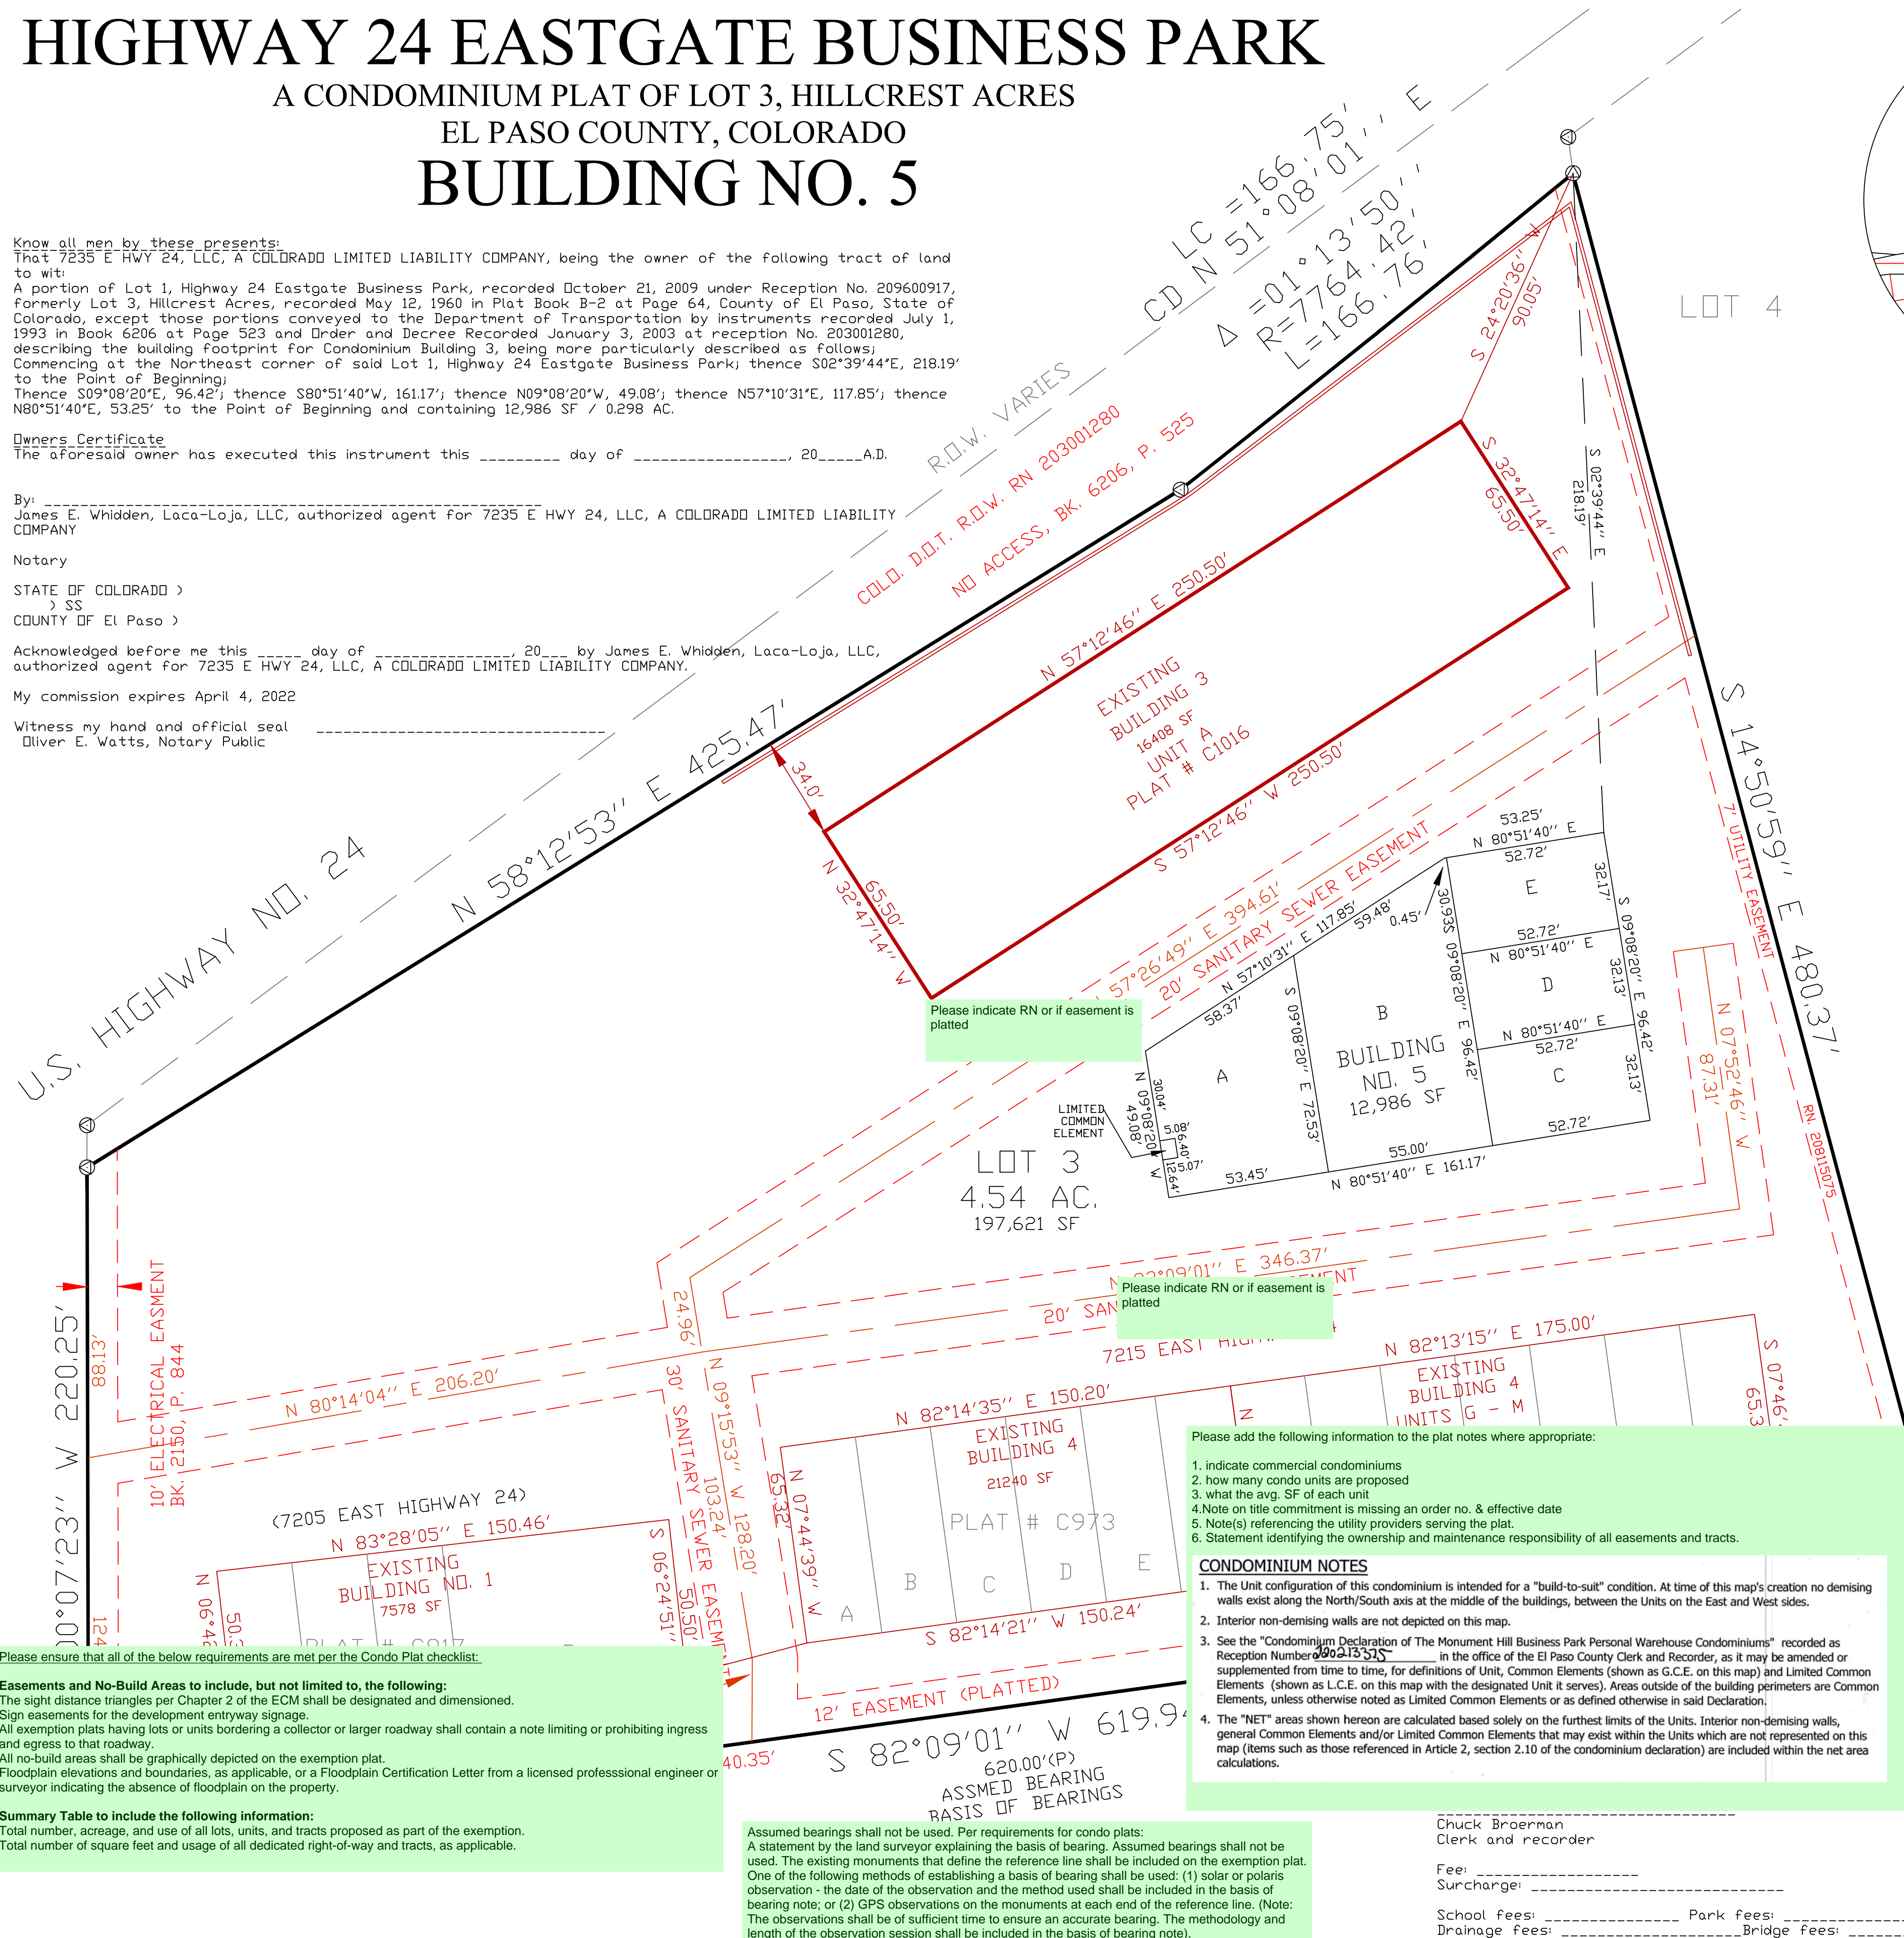 HIGHWAY 24 EASTGATE BUSINESS PARK
A CONDOMINIUM PLAT OF LOT 3, HILLCREST ACRES
EL PASO COUNTY, COLORADO
BUILDING NO. 5
Know all men by these presents:
That 7235 E HWY 24, LLC, A COLORADO LIMITED LIABILITY COMPANY, being the owner of the following tract of land
to wit:
A portion of Lot 1, Highway 24 Eastgate Business Park, recorded October 21, 2009 under Reception No. 209600917,
formerly Lot 3, Hillcrest Acres, recorded May 12, 1960 in Plat Book B-2 at Page 64, County of El Paso, State of
Colorado, except those portions conveyed to the Department of Transportation by instruments recorded July 1,
1993 in Book 6206 at Page 523 and Order and Decree Recorded January 3, 2003 at reception No. 203001280,
describing the building footprint for Condominium Building 3, being more particularly described as follows;
Commencing at the Northeast corner of said Lot 1, Highway 24 Eastgate Business Park; thence S02°39'44"E, 218.19'
to the Point of Beginning;
Thence S09°08'20"E, 96.42'; thence S80°51'40"W, 161.17'; thence N09°08'20"W, 49.08'; thence N57°10'31"E, 117.85'; thence
N80°51'40"E, 53.25' to the Point of Beginning and containing 12,986 SF / 0.298 AC.
Owners Certificate
The aforesaid owner has executed this instrument this _________ day of _________________, 20_____A.D.
By: ________________________________________________________
James E. Whidden, Laca-Loja, LLC, authorized agent for 7235 E HWY 24, LLC, A COLORADO LIMITED LIABILITY
COMPANY
Notary
STATE OF COLORADO )
) SS
COUNTY OF El Paso )
Acknowledged before me this _____ day of _______________, 20___ by James E. Whidden, Laca-Loja, LLC,
authorized agent for 7235 E HWY 24, LLC, A COLORADO LIMITED LIABILITY COMPANY.
My commission expires April 4, 2022
Witness my hand and official seal ________________________________
Oliver E. Watts, Notary Public
LC =166.75'
CD N 51°08'01'' E
Δ =01°13'50''
R=7764.42'
L=166.76'
LOT 4
R.O.W. VARIES
COLO. D.O.T. R.O.W. RN 203001280
NO ACCESS, BK. 6206, P. 525
S 24°20'36''
90.05'
S 32°47'14'' E
65.50'
S 02°39'44'' E
218.19'
U.S. HIGHWAY NO. 24
N 58°12'53'' E 425.47'
34.0'
N 57°12'46'' E 250.50'
EXISTING
BUILDING 3
16408 SF
UNIT A
PLAT # C1016
S 57°12'46'' W 250.50'
65.50'
N 32°47'14'' W
S 14°50'59'' E 480.37'
7' UTILITY EASEMENT
RN. 208115075
57°26'49'' E 394.61'
20' SANITARY SEWER EASEMENT
Please indicate RN or if easement is
platted
53.25'
N 80°51'40'' E
52.72'
E
32.17'
S 09°08'20'' E 96.42'
52.72'
N 80°51'40'' E
D
32.13'
N 80°51'40'' E
52.72'
C
32.13'
52.72'
30.93
S 09°08'20'' E 96.42'
0.45'
59.48'
N 57°10'31'' E 117.85'
58.37'
S 09°08'20'' E 72.53'
A
B
BUILDING
NO. 5
12,986 SF
30.04'
N 09°08'20'' W
49.08'
5.08'
6.40'
5.07'
12.64'
LIMITED
COMMON
ELEMENT
53.45'
55.00'
N 80°51'40'' E 161.17'
N 07°52'46'' W
87.31'
LOT 3
4.54 AC.
197,621 SF
E 346.37'
20' SAN
Please indicate RN or if easement is
platted
7215 EAST
24.96'
00°07'23'' W 220.25'
88.13'
10' ELECTRICAL EASMENT
BK. 2150, P. 844
N 80°14'04'' E 206.20'
30' SANITARY SEWER EASEM
N 09°15'53'' W 128.20'
103.24'
N 82°14'35'' E 150.20'
EXISTING
BUILDING 4
21240 SF
PLAT # C973
A
B
C
D
E
65.32'
N 07°44'39'' W
S 82°14'21'' W 150.24'
N 82°13'15'' E 175.00'
EXISTING
BUILDING 4
UNITS G - M
N
S 07°46'
65.3
(7205 EAST HIGHWAY 24)
N 83°28'05'' E 150.46'
EXISTING
BUILDING NO. 1
7578 SF
N 06°42
50.
S 06°24'51''
50.50'
124
12' EASEMENT (PLATTED)
40.35'
S 82°09'01'' W 619.94
620.00'(P)
ASSMED BEARING
BASIS OF BEARINGS
Please add the following information to the plat notes where appropriate:
1. indicate commercial condominiums
2. how many condo units are proposed
3. what the avg. SF of each unit
4.Note on title commitment is missing an order no. & effective date
5. Note(s) referencing the utility providers serving the plat.
6. Statement identifying the ownership and maintenance responsibility of all easements and tracts.
CONDOMINIUM NOTES
1. The Unit configuration of this condominium is intended for a "build-to-suit" condition. At time of this map's creation no demising
walls exist along the North/South axis at the middle of the buildings, between the Units on the East and West sides.
2. Interior non-demising walls are not depicted on this map.
3. See the "Condominium Declaration of The Monument Hill Business Park Personal Warehouse Condominiums" recorded as
Reception Number 220213375 in the office of the El Paso County Clerk and Recorder, as it may be amended or
supplemented from time to time, for definitions of Unit, Common Elements (shown as G.C.E. on this map) and Limited Common
Elements (shown as L.C.E. on this map with the designated Unit it serves). Areas outside of the building perimeters are Common
Elements, unless otherwise noted as Limited Common Elements or as defined otherwise in said Declaration.
4. The "NET" areas shown hereon are calculated based solely on the furthest limits of the Units. Interior non-demising walls,
general Common Elements and/or Limited Common Elements that may exist within the Units which are not represented on this
map (items such as those referenced in Article 2, section 2.10 of the condominium declaration) are included within the net area
calculations.
Please ensure that all of the below requirements are met per the Condo Plat checklist:
Easements and No-Build Areas to include, but not limited to, the following:
The sight distance triangles per Chapter 2 of the ECM shall be designated and dimensioned.
Sign easements for the development entryway signage.
All exemption plats having lots or units bordering a collector or larger roadway shall contain a note limiting or prohibiting ingress
and egress to that roadway.
All no-build areas shall be graphically depicted on the exemption plat.
Floodplain elevations and boundaries, as applicable, or a Floodplain Certification Letter from a licensed professsional engineer or
surveyor indicating the absence of floodplain on the property.
Summary Table to include the following information:
Total number, acreage, and use of all lots, units, and tracts proposed as part of the exemption.
Total number of square feet and usage of all dedicated right-of-way and tracts, as applicable.
Assumed bearings shall not be used. Per requirements for condo plats:
A statement by the land surveyor explaining the basis of bearing. Assumed bearings shall not be
used. The existing monuments that define the reference line shall be included on the exemption plat.
One of the following methods of establishing a basis of bearing shall be used: (1) solar or polaris
observation - the date of the observation and the method used shall be included in the basis of
bearing note; or (2) GPS observations on the monuments at each end of the reference line. (Note:
The observations shall be of sufficient time to ensure an accurate bearing. The methodology and
length of the observation session shall be included in the basis of bearing note).
Chuck Broerman
Clerk and recorder
Fee: __________________
Surcharge: ____________________________
School fees: _______________ Park fees: ______________
Drainage fees: ____________________Bridge fees: ______